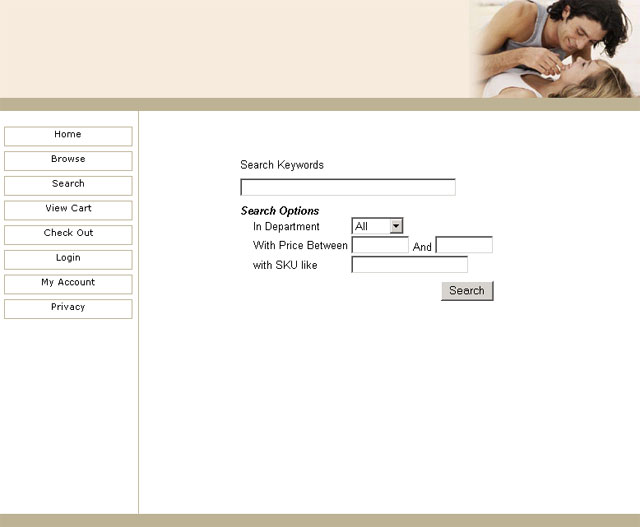 Home
Browse
Search
View Cart
Check Out
Login
My Account
Privacy
Search Keywords
Search Options
In Department All
With Price Between And
with SKU like
Search